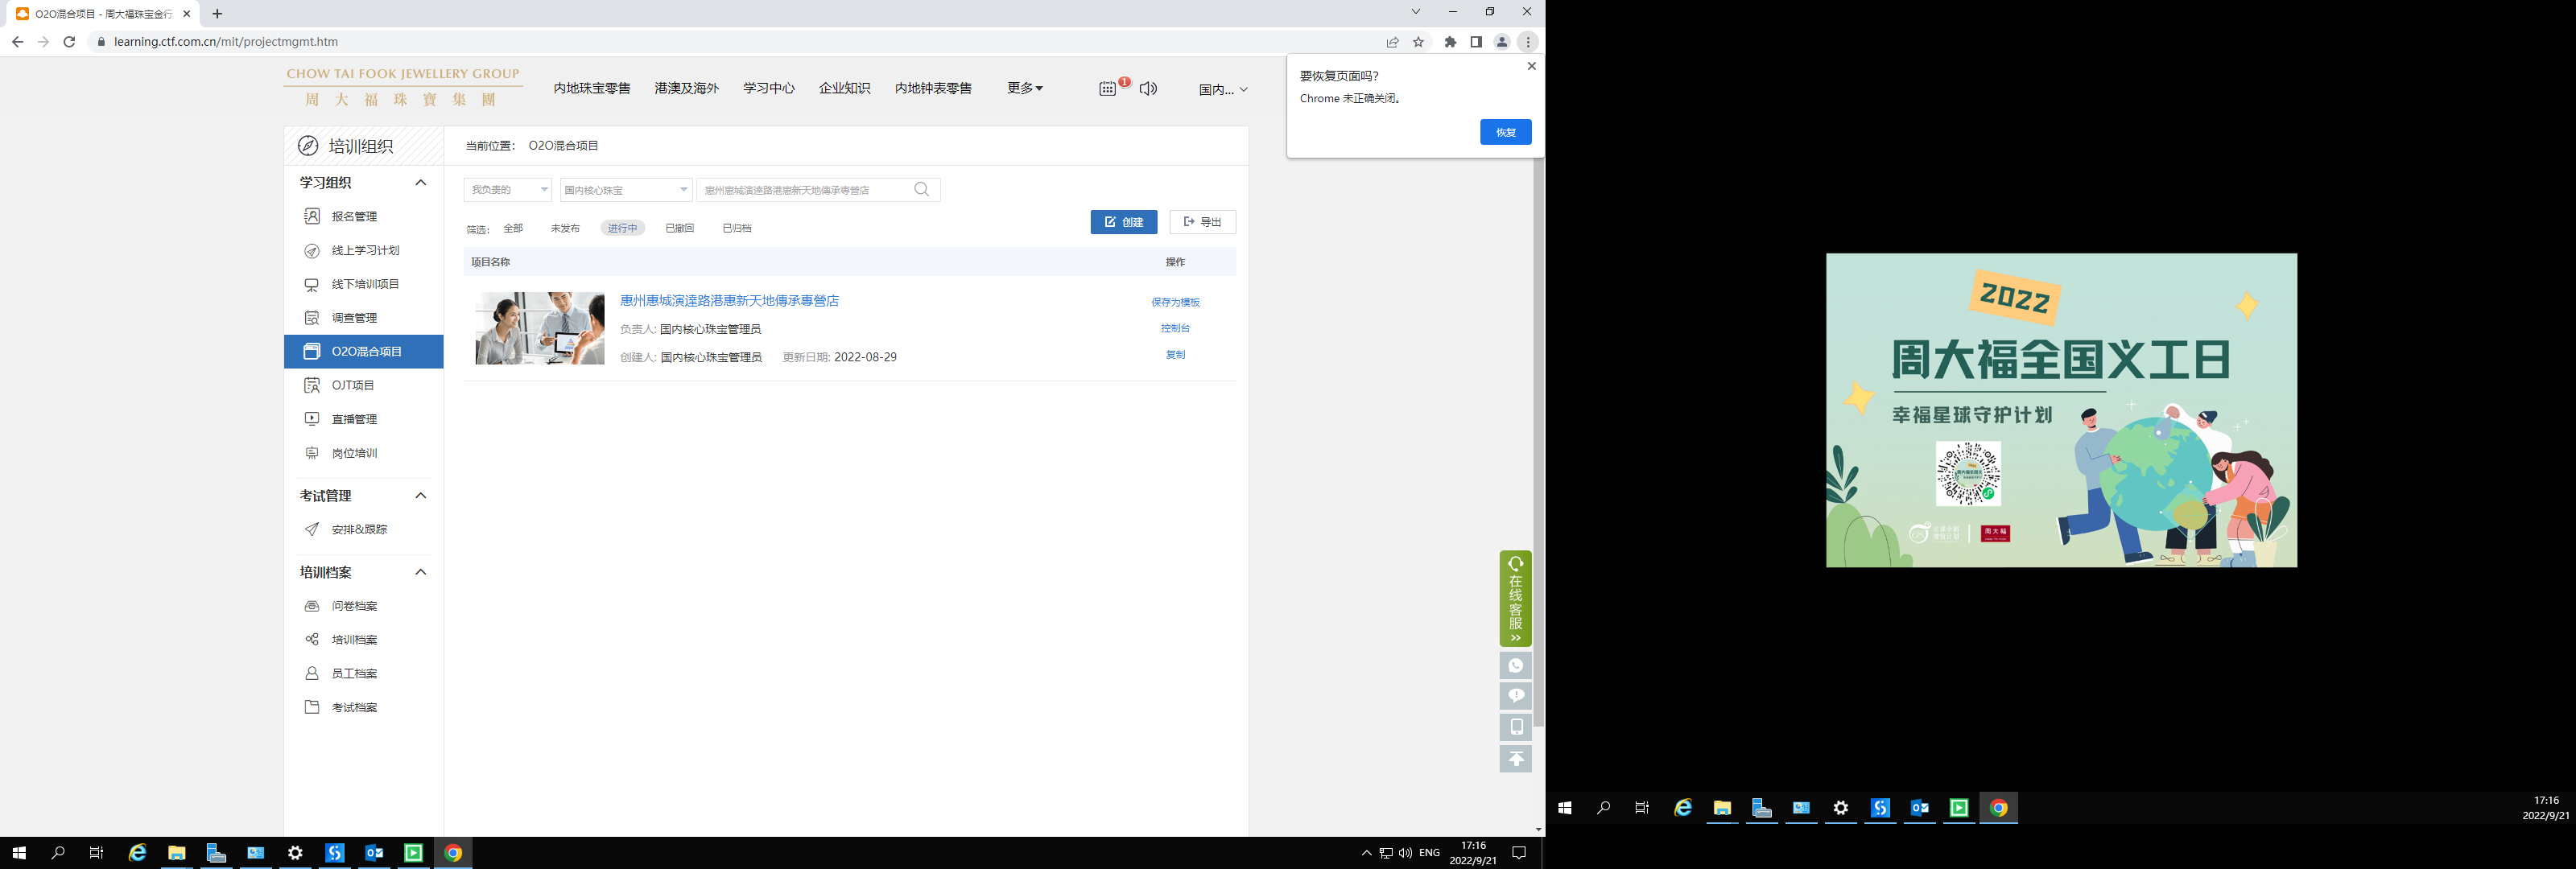 O2O混合项目 - 周大福珠宝金行
learning.ctf.com.cn/mit/projectmgmt.htm
要恢复页面吗?
Chrome 未正确关闭。
恢复
CHOW TAI FOOK JEWELLERY GROUP
周大福珠寶集團
内地珠宝零售 港澳及海外 学习中心 企业知识 内地钟表零售 更多 1 国内...
培训组织
当前位置： O2O混合项目
学习组织
报名管理
线上学习计划
线下培训项目
调查管理
O2O混合项目
OJT项目
直播管理
岗位培训
考试管理
安排&跟踪
培训档案
问卷档案
培训档案
员工档案
考试档案
我负责的 国内核心珠宝 惠州惠城演達路港惠新天地傳承專營店
筛选： 全部 未发布 进行中 已撤回 已归档
创建 导出
项目名称 操作
惠州惠城演達路港惠新天地傳承專營店
负责人: 国内核心珠宝管理员
创建人: 国内核心珠宝管理员 更新日期: 2022-08-29
保存为模板
控制台
复制
在线客服
ENG
17:16
2022/9/21
2022
周大福全国义工日
幸福星球守护计划
周大福
17:16
2022/9/21